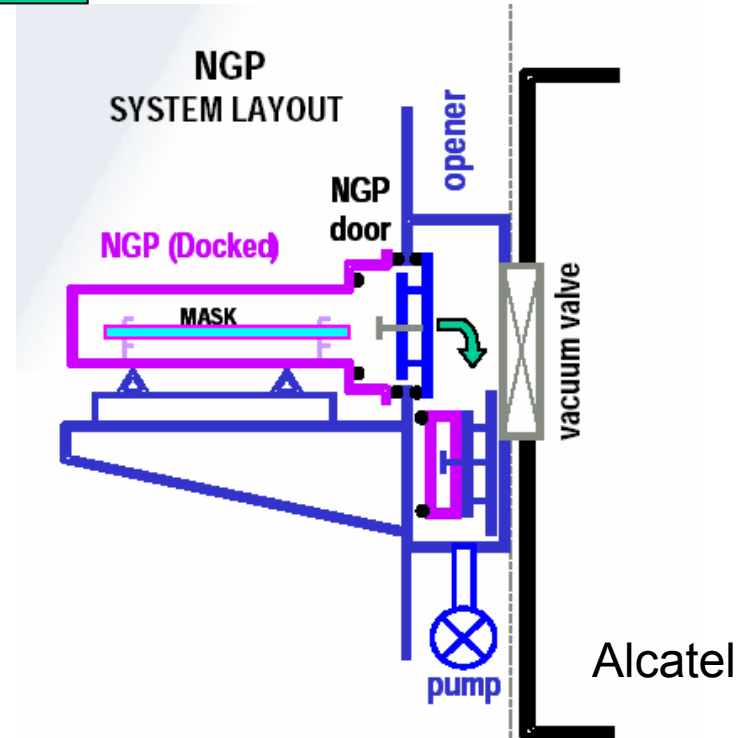 NGP
SYSTEM LAYOUT
opener
NGP
door
NGP (Docked)
MASK
vacuum valve
Alcatel
pump